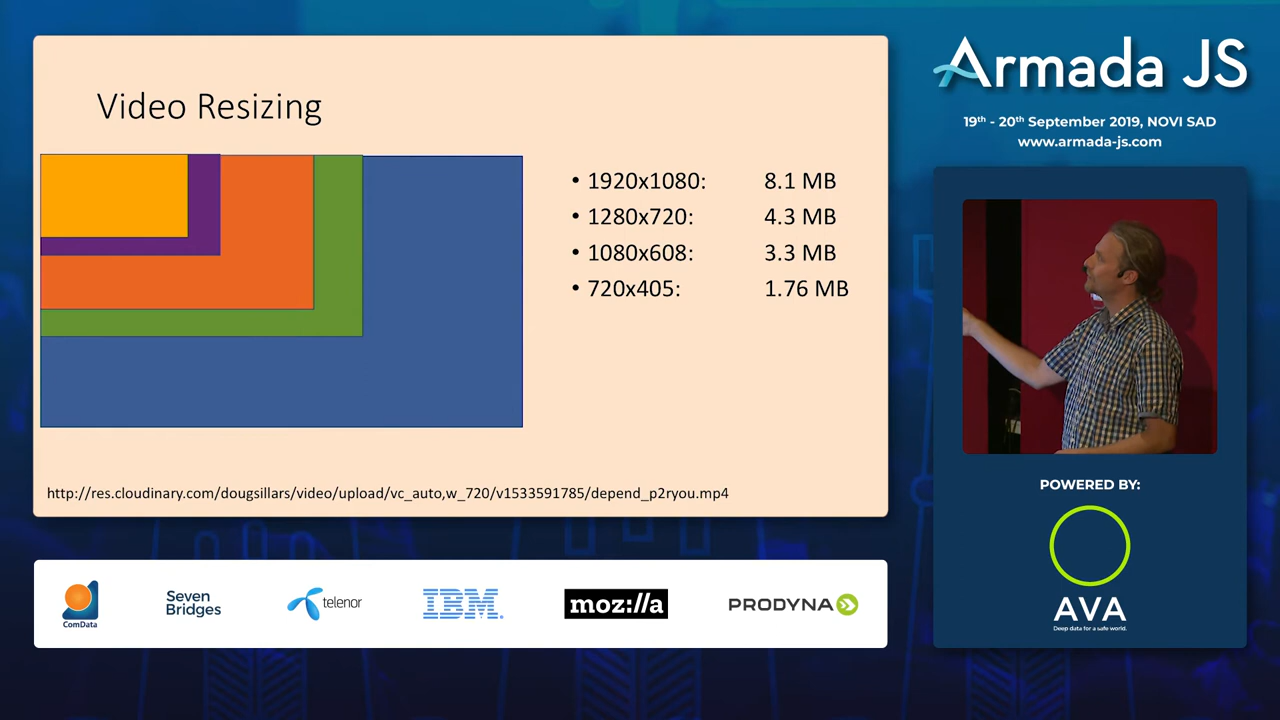 Video Resizing
• 1920x1080: 8.1 MB
• 1280x720: 4.3 MB
• 1080x608: 3.3 MB
• 720x405: 1.76 MB
http://res.cloudinary.com/dougsillars/video/upload/vc_auto,w_720/v1533591785/depend_p2ryou.mp4
Armada JS
19th - 20th September 2019, NOVI SAD
www.armada-js.com
POWERED BY:
AVA
Deep data for a safe world.
ComData
Seven
Bridges
telenor
IBM.
moz://a
PRODYNA